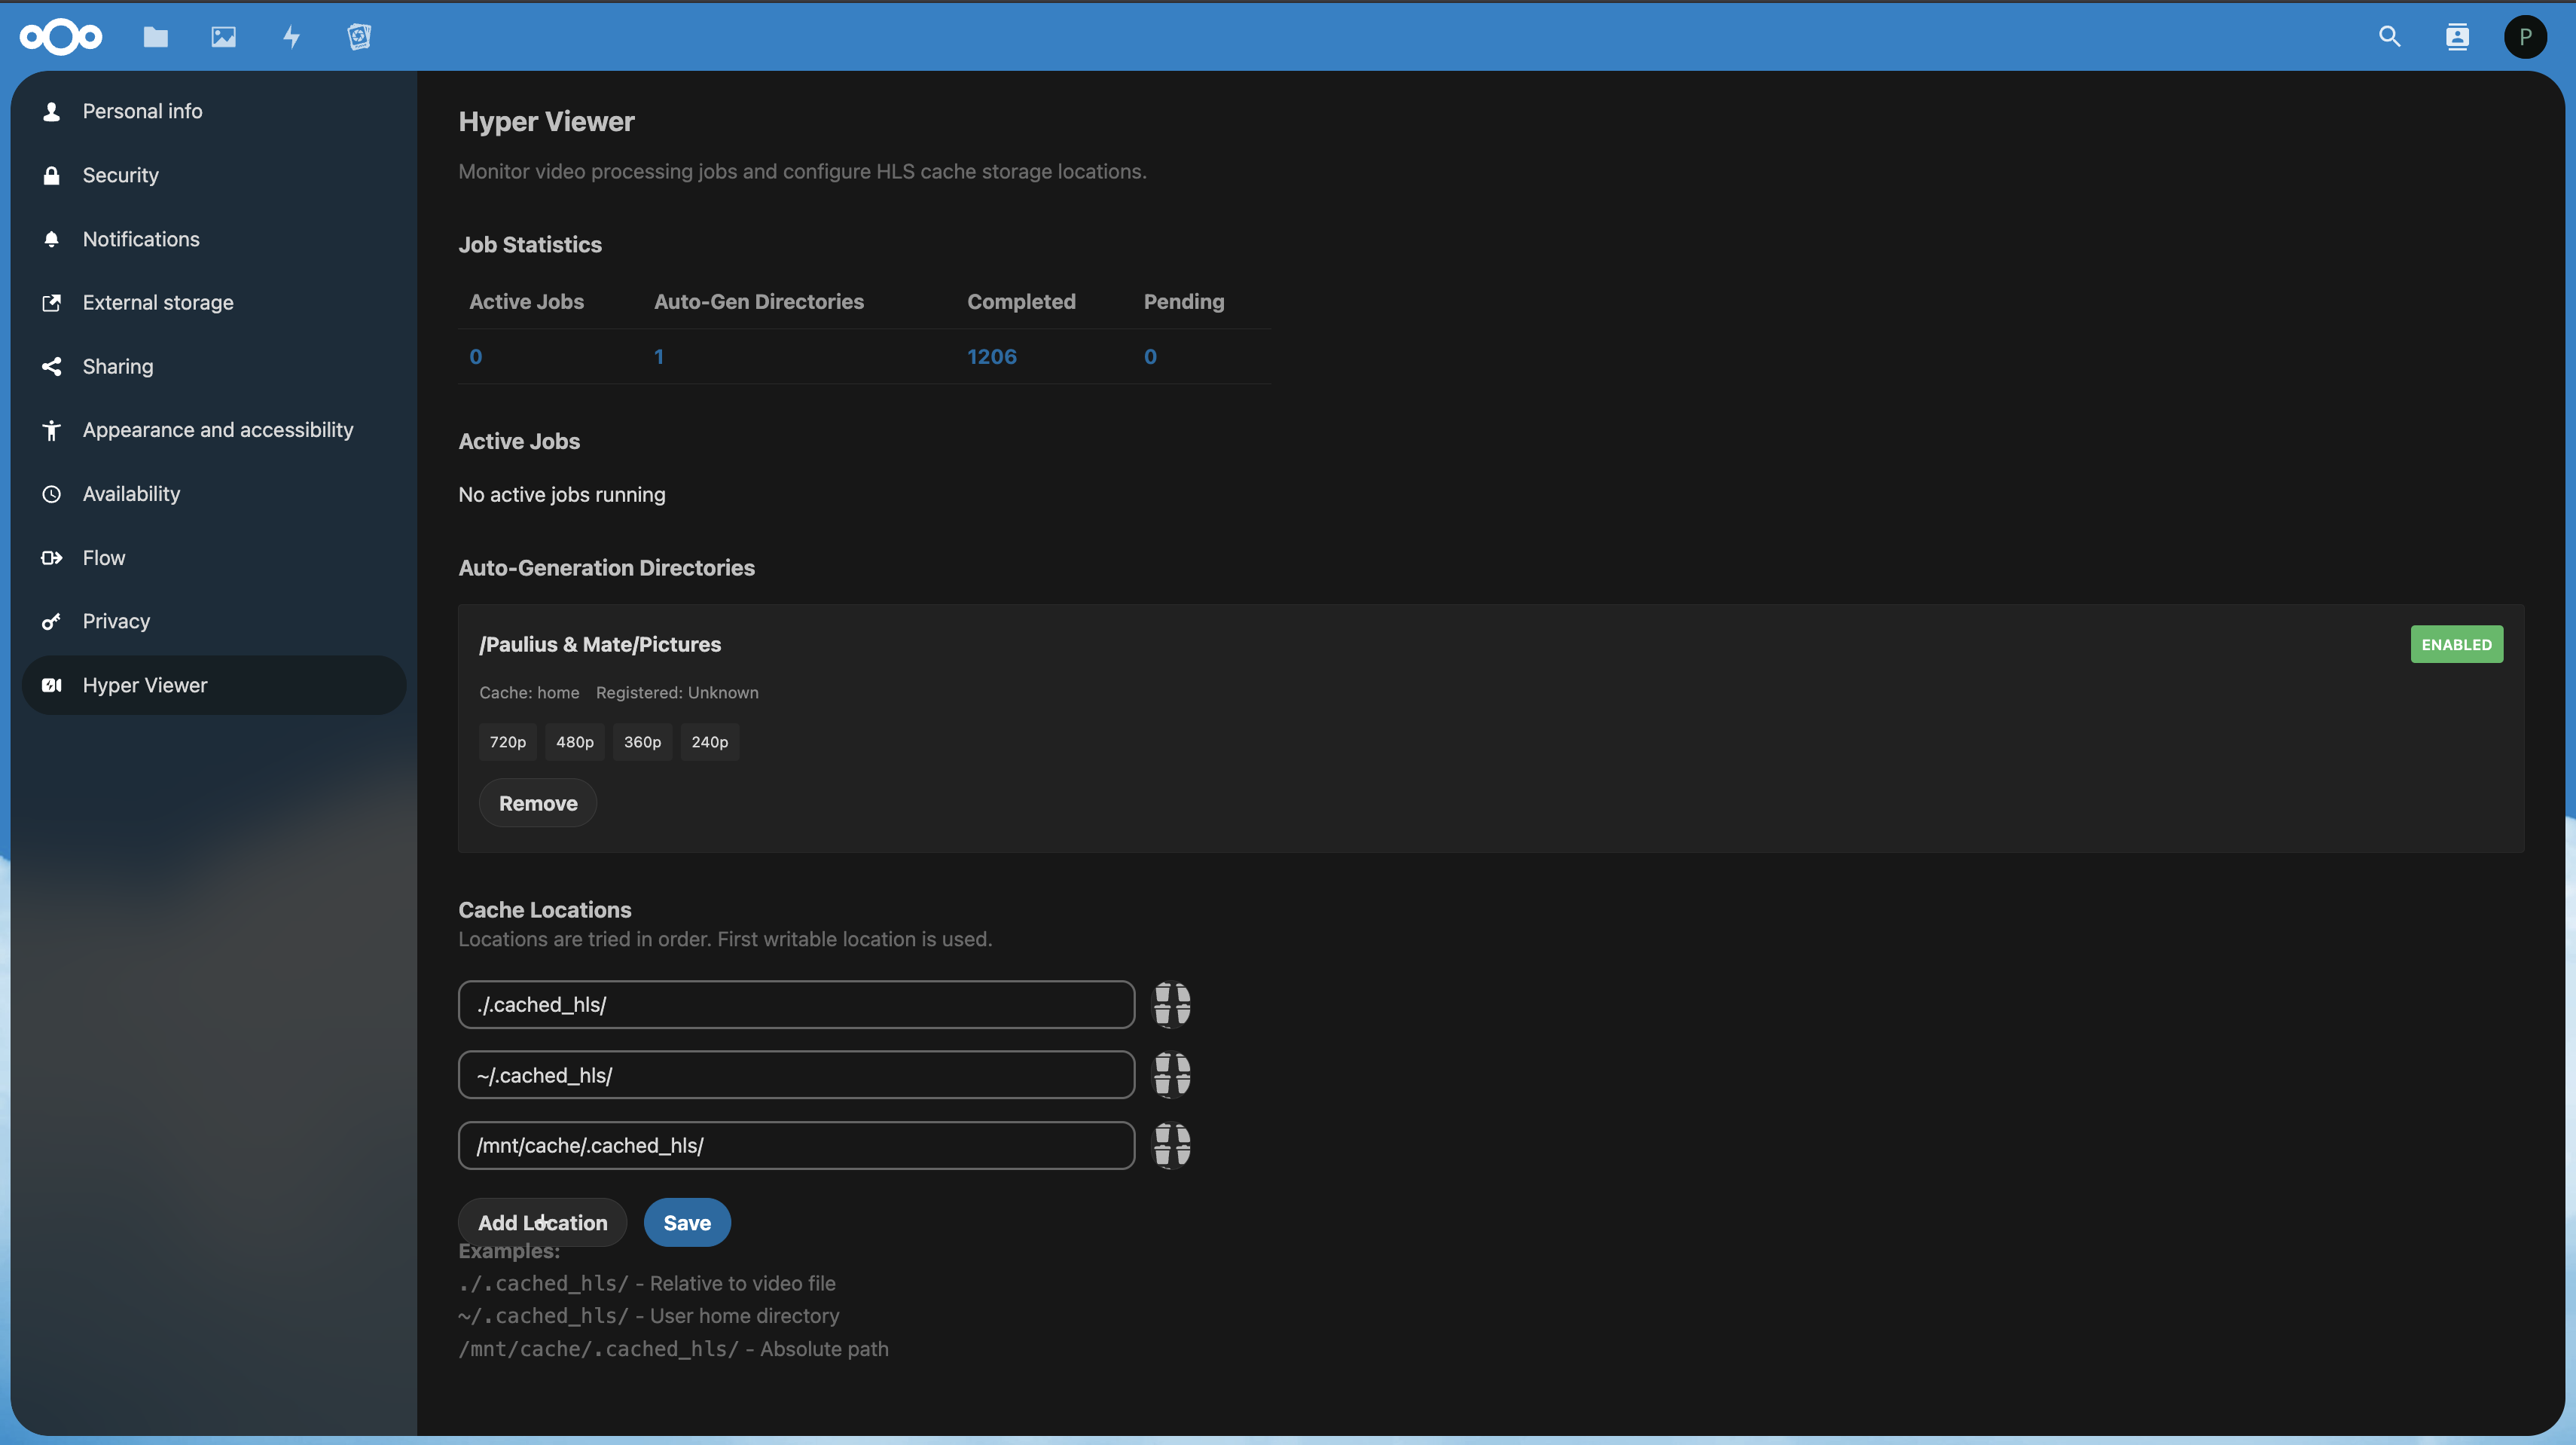 P
Personal info
Security
Notifications
External storage
Sharing
Appearance and accessibility
Availability
Flow
Privacy
Hyper Viewer
Hyper Viewer
Monitor video processing jobs and configure HLS cache storage locations.
Job Statistics
Active Jobs Auto-Gen Directories Completed Pending
0 1 1206 0
Active Jobs
No active jobs running
Auto-Generation Directories
/Paulius & Mate/Pictures ENABLED
Cache: home Registered: Unknown
720p 480p 360p 240p
Remove
Cache Locations
Locations are tried in order. First writable location is used.
./.cached_hls/
~/.cached_hls/
/mnt/cache/.cached_hls/
Add Location Save
Examples:
./.cached_hls/ - Relative to video file
~/.cached_hls/ - User home directory
/mnt/cache/.cached_hls/ - Absolute path